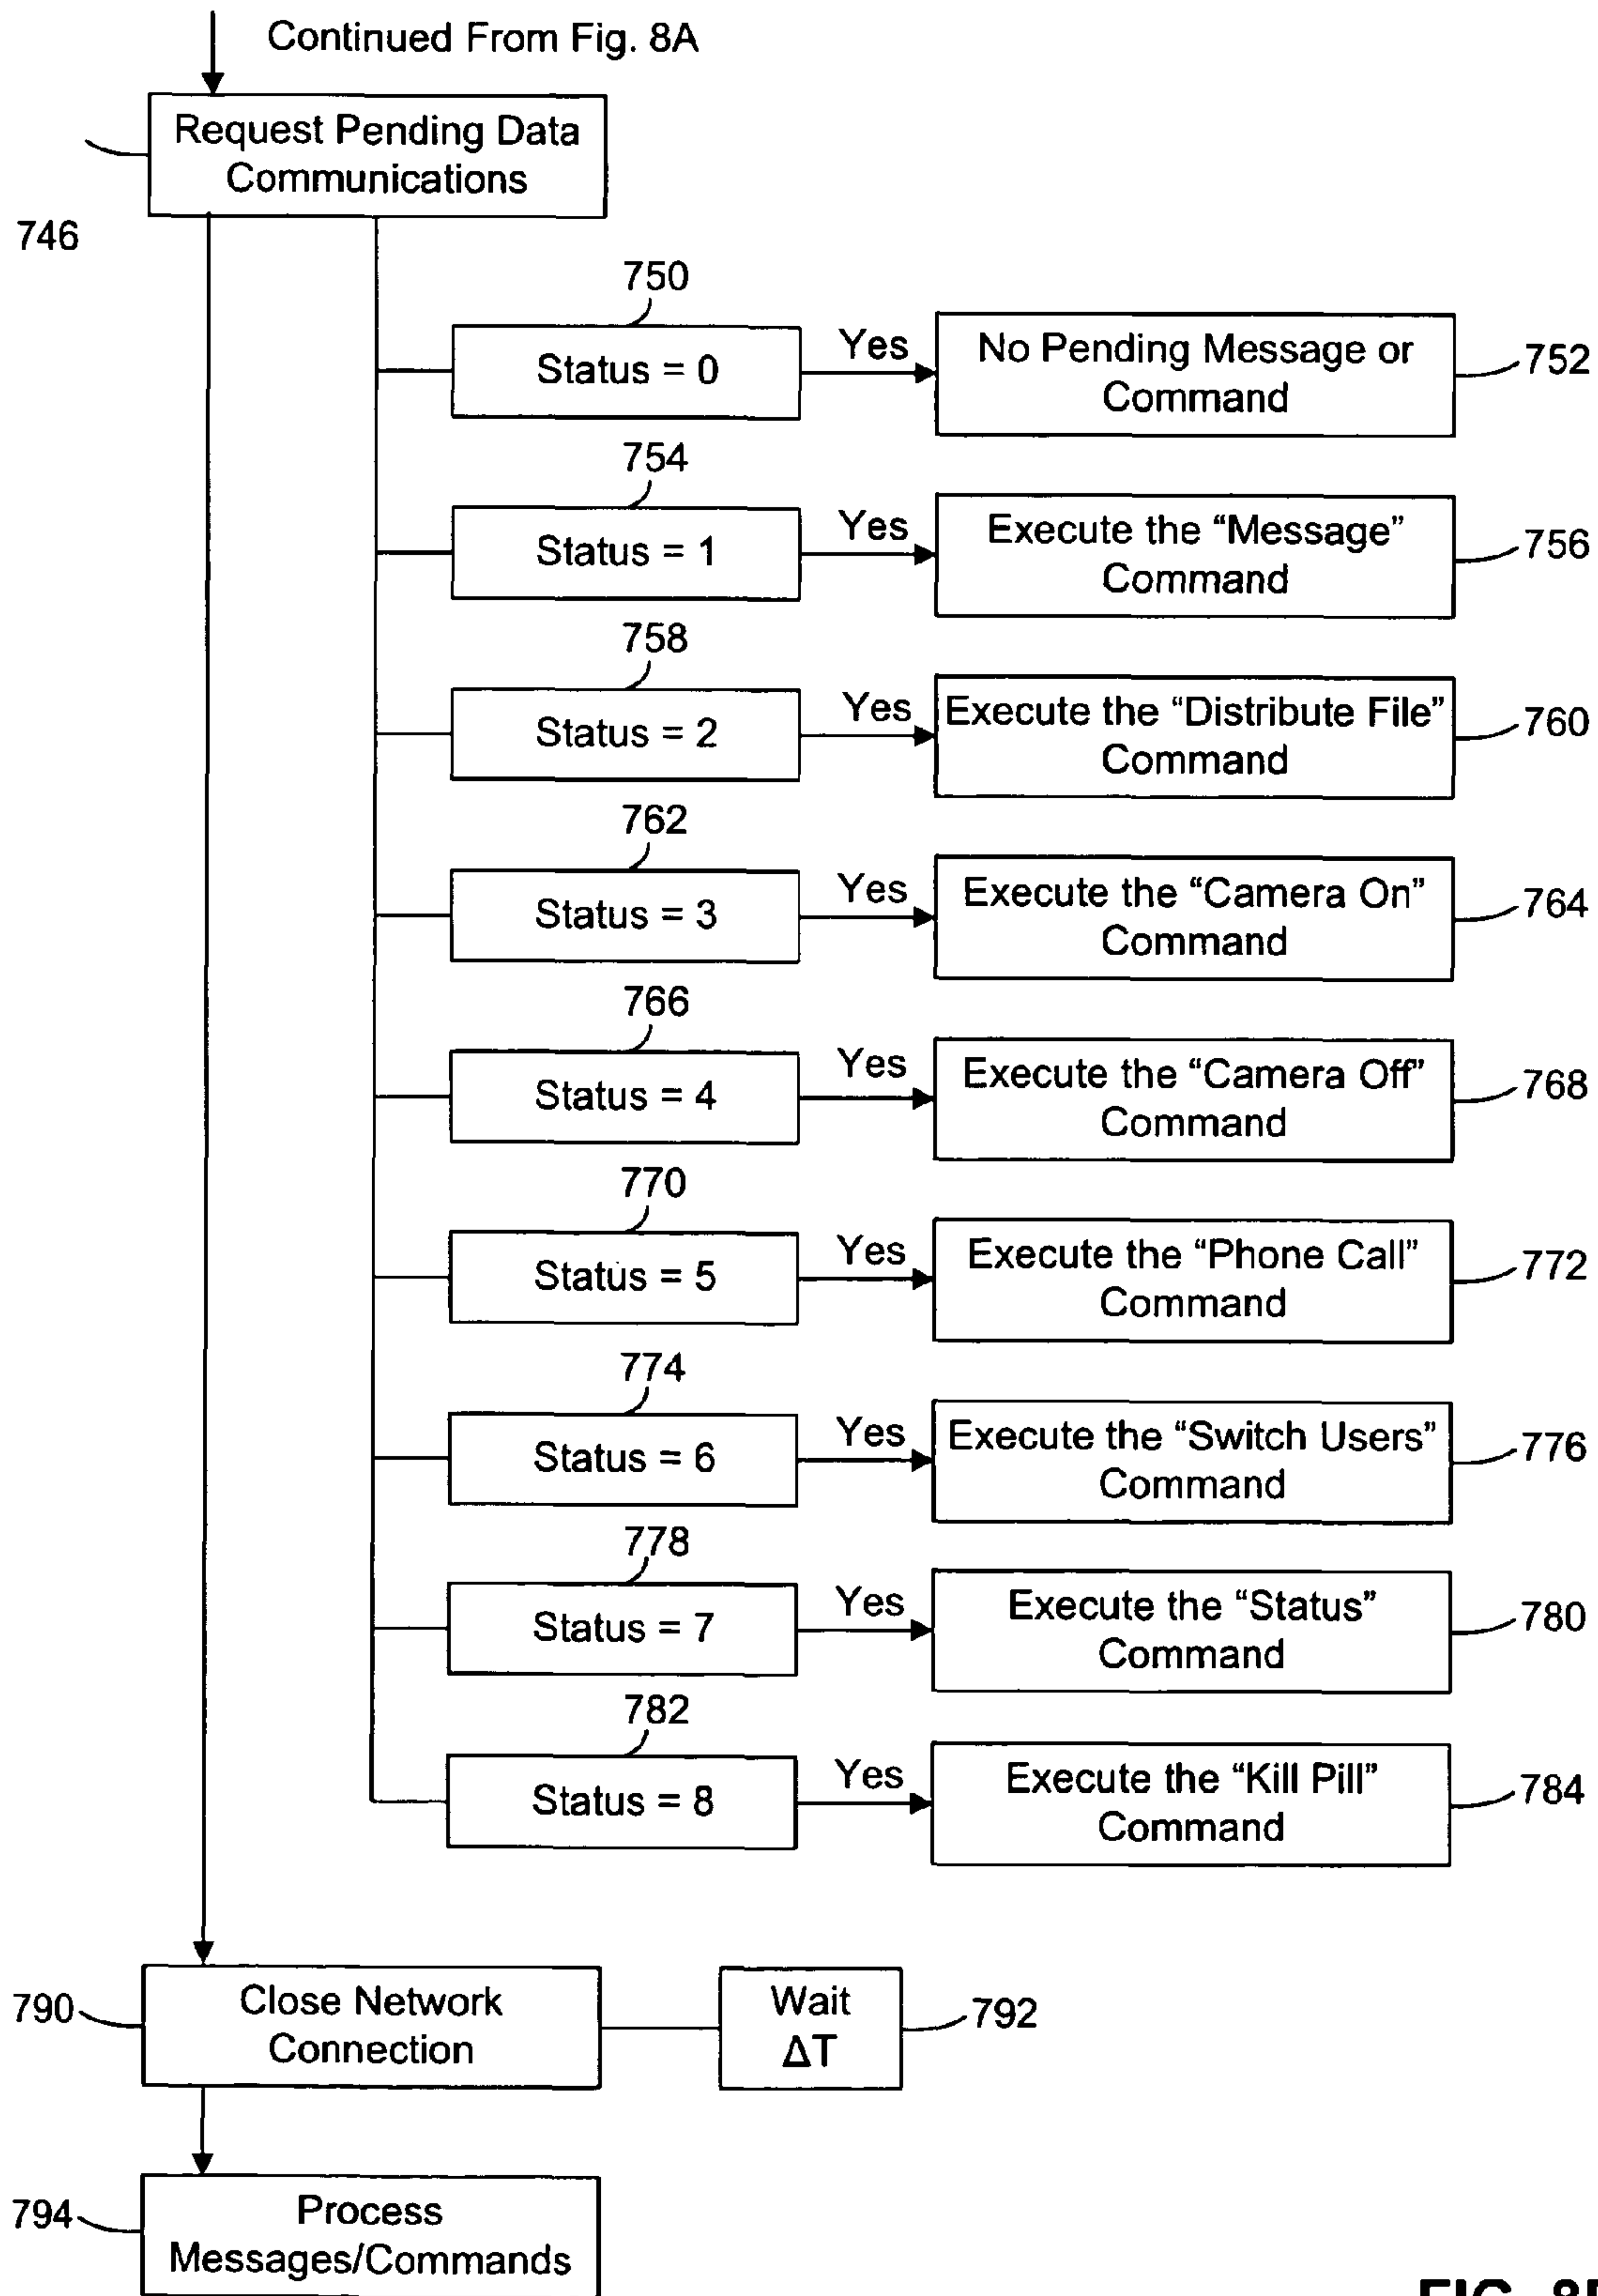 Continued From Fig. 8A
Request Pending Data
Communications
746
750
Status = 0
Yes
No Pending Message or
Command
752
754
Status = 1
Yes
Execute the “Message”
Command
756
758
Status = 2
Yes
Execute the “Distribute File”
Command
760
762
Status = 3
Yes
Execute the “Camera On”
Command
764
766
Status = 4
Yes
Execute the “Camera Off”
Command
768
770
Status = 5
Yes
Execute the “Phone Call”
Command
772
774
Status = 6
Yes
Execute the “Switch Users”
Command
776
778
Status = 7
Yes
Execute the “Status”
Command
780
782
Status = 8
Yes
Execute the “Kill Pill”
Command
784
790
Close Network
Connection
Wait
ΔT
792
794
Process
Messages/Commands
FIG.